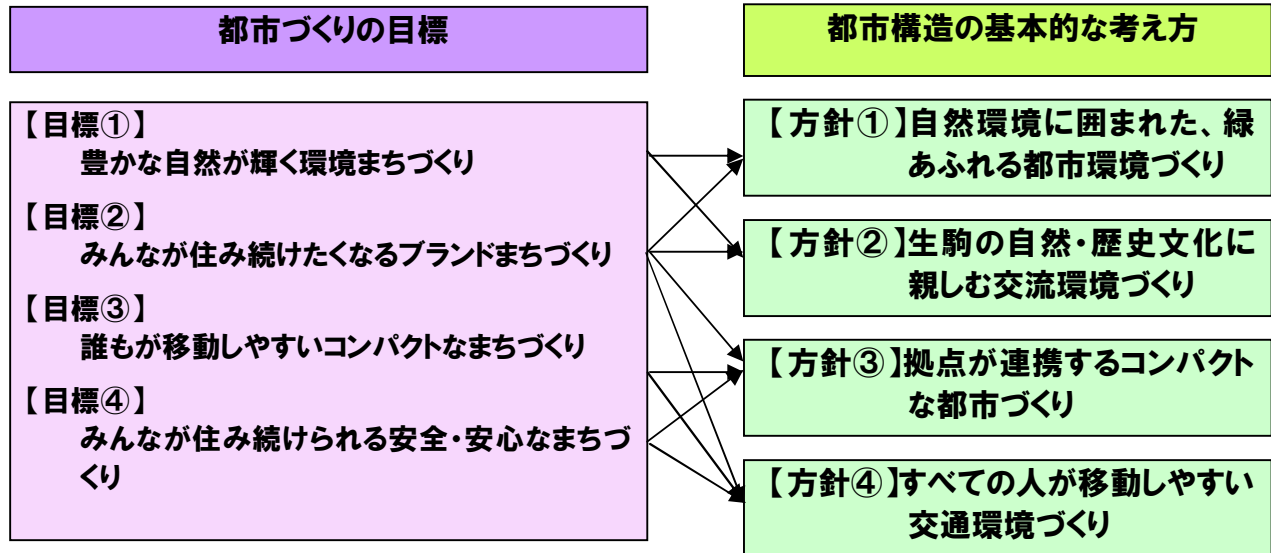 都市づくりの目標
【目標①】
豊かな自然が輝く環境まちづくり
【目標②】
みんなが住み続けたくなるブランドまちづくり
【目標③】
誰もが移動しやすいコンパクトなまちづくり
【目標④】
みんなが住み続けられる安全・安心なまちづ
くり
都市構造の基本的な考え方
【方針①】自然環境に囲まれた、緑
あふれる都市環境づくり
【方針②】生駒の自然・歴史文化に
親しむ交流環境づくり
【方針③】拠点が連携するコンパクト
な都市づくり
【方針④】すべての人が移動しやすい
交通環境づくり